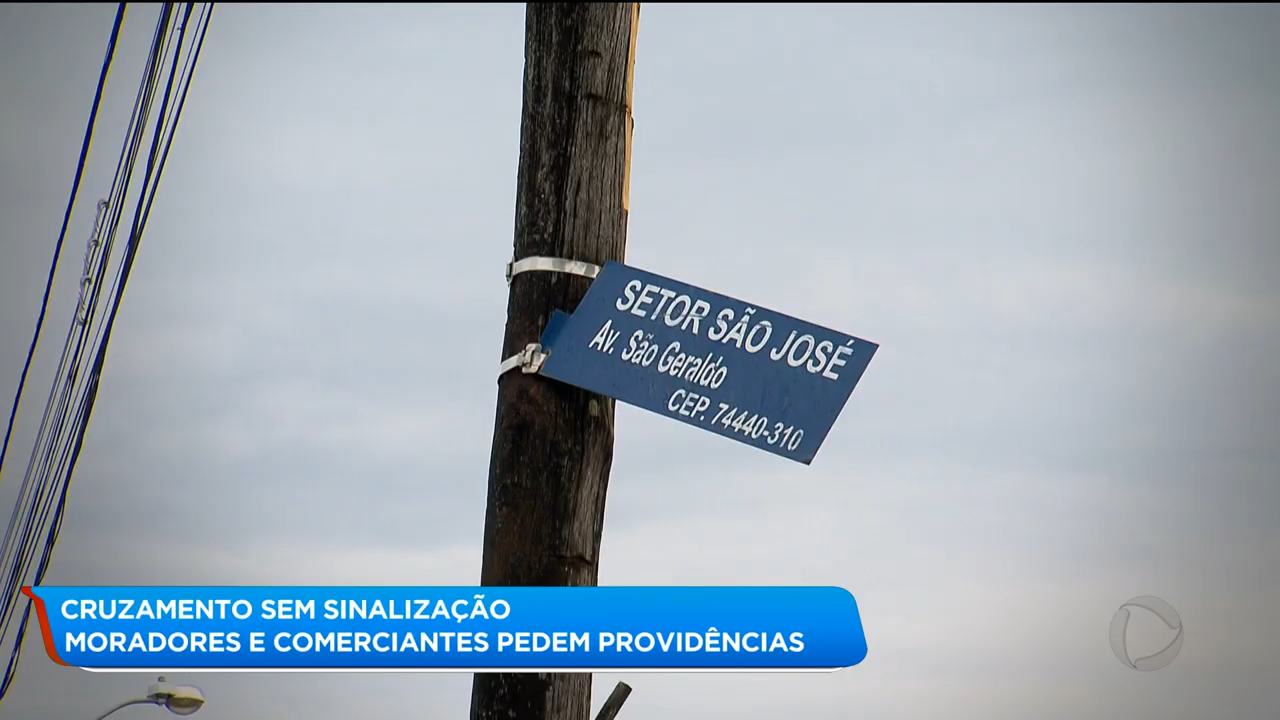 SETOR SÃO JOSÉ
Av. São Geraldo
CEP. 74440-310
CRUZAMENTO SEM SINALIZAÇÃO
MORADORES E COMERCIANTES PEDEM PROVIDÊNCIAS